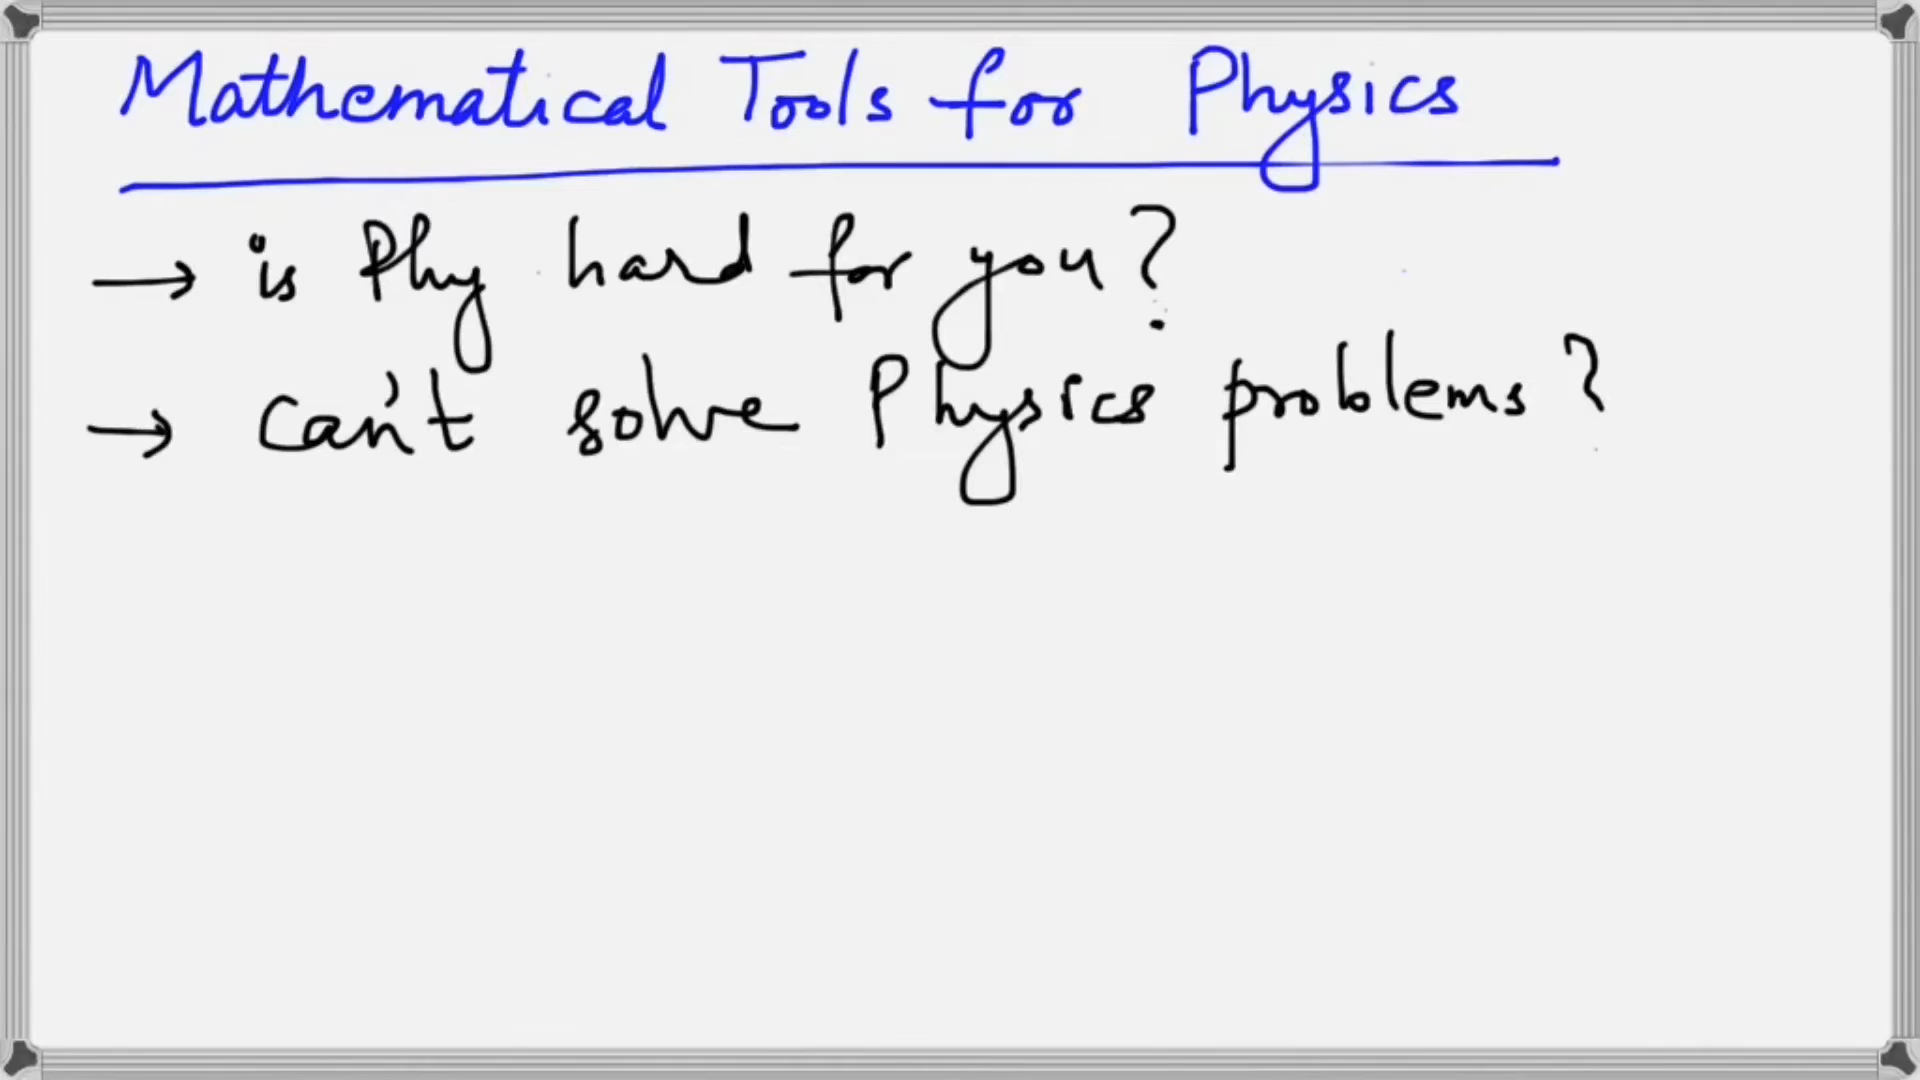 Mathematical Tools for Physics
→ is Phy hard for you?
→ Can't solve Physics problems?